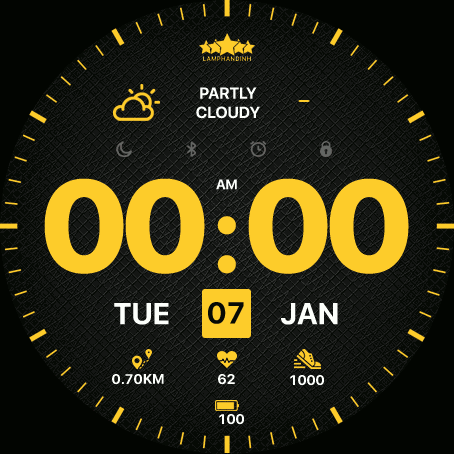 LAMPHANDINH
PARTLY
CLOUDY
–
AM
00:00
TUE 07 JAN
0.70KM 62 1000
100